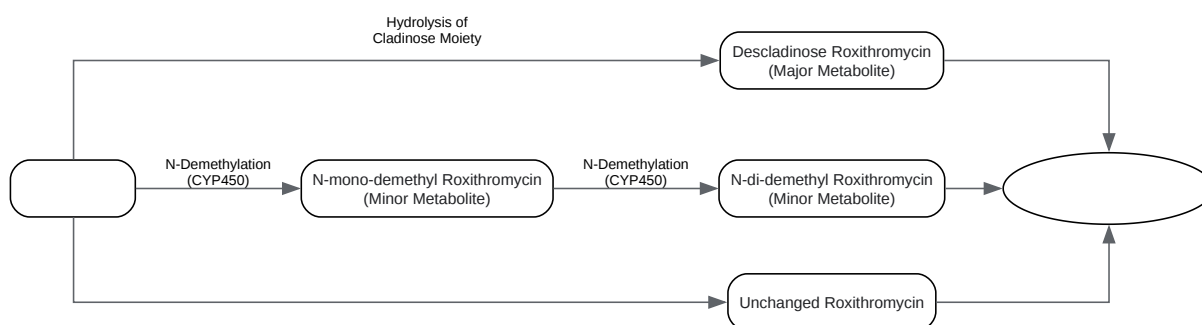 Hydrolysis of
Cladinose Moiety
Descladinose Roxithromycin
(Major Metabolite)
N-Demethylation
(CYP450)
N-mono-demethyl Roxithromycin
(Minor Metabolite)
N-Demethylation
(CYP450)
N-di-demethyl Roxithromycin
(Minor Metabolite)
Unchanged Roxithromycin